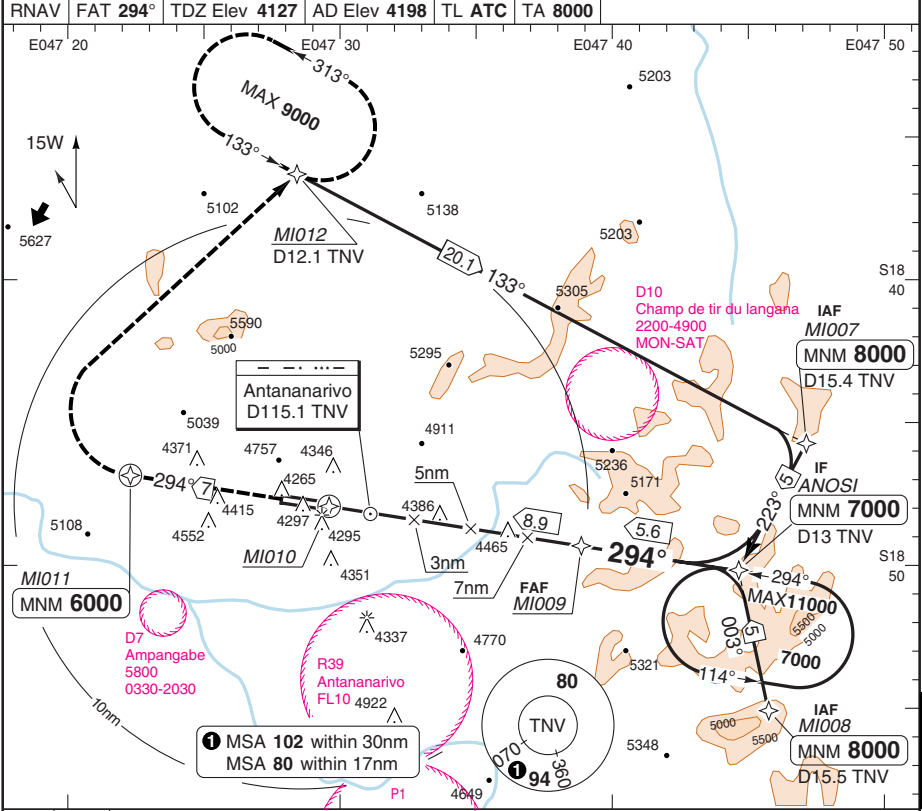 RNAV FAT 294° TDZ Elev 4127 AD Elev 4198 TL ATC TA 8000
E047 20 E047 30 E047 40 E047 50
313°
MAX 9000
133°
5203
15W
5627
5102
5138
5203
MI012
D12.1 TNV
20.1
133°
S18
40
5305
D10
Champ de tir du langana
2200-4900
MON-SAT
IAF
MI007
MNM 8000
D15.4 TNV
5590
5000
5295
Antananarivo
D115.1 TNV
5039
4911
4371
4757
4346
4265
5nm
5236
5171
5
IF
ANOSI
MNM 7000
D13 TNV
223°
294°
7
4415
4297
4386
4552
4295
4465
8.9
5.6
294°
5108
MI010
4351
3nm
7nm
FAF
MI009
S18
50
MI011
MNM 6000
294°
MAX 11000
5500
5000
7000
003°
5
114°
D7
Ampangabe
5800
0330-2030
4337
4770
R39
Antananarivo
FL10
4922
5321
80
TNV
070
360
1 94
10nm
1 MSA 102 within 30nm
MSA 80 within 17nm
5348
5000
5500
IAF
MI008
MNM 8000
D15.5 TNV
P1
4649